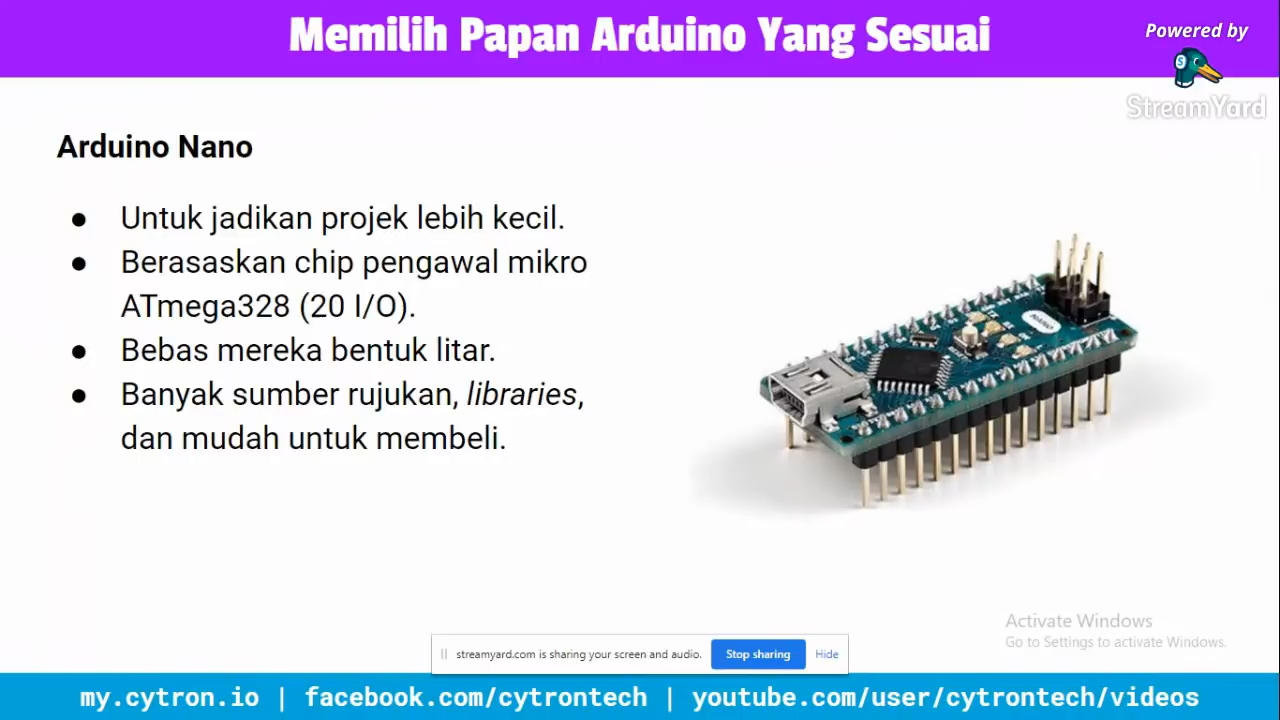 Memilih Papan Arduino Yang Sesuai
Powered by
StreamYard
Arduino Nano
● Untuk jadikan projek lebih kecil.
● Berasaskan chip pengawal mikro
ATmega328 (20 I/O).
● Bebas mereka bentuk litar.
● Banyak sumber rujukan, libraries,
dan mudah untuk membeli.
NANO
Activate Windows
Go to Settings to activate Windows.
streamyard.com is sharing your screen and audio. Stop sharing Hide
my.cytron.io | facebook.com/cytrontech | youtube.com/user/cytrontech/videos